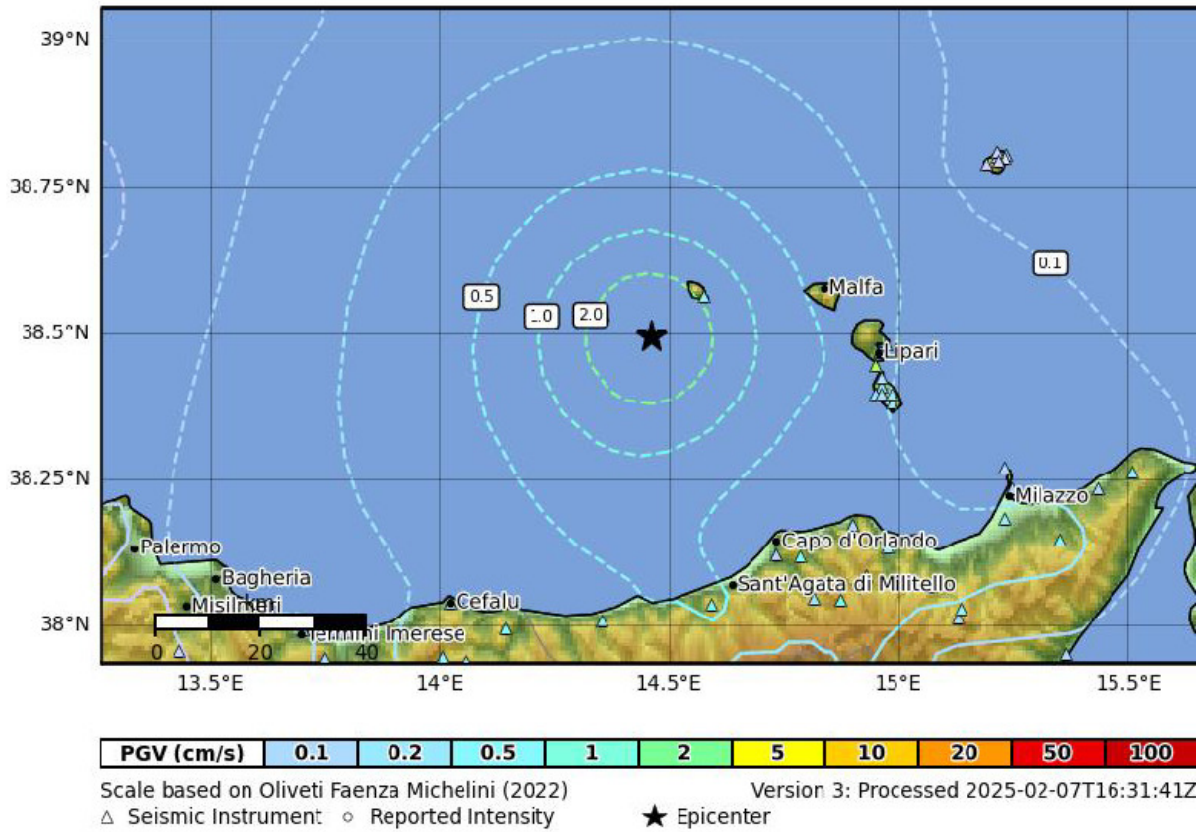 39°N
38.75°N
0.1
Malfa
0.5
1.0
2.0
38.5°N
Lipari
38.25°N
Milazzo
Palermo
Capo d'Orlando
Bagheria
Sant'Agata di Militello
Misilmeri
Cefalu
km
38°N
Termini Imerese
0 20 40
13.5°E 14°E 14.5°E 15°E 15.5°E
PGV (cm/s) 0.1 0.2 0.5 1 2 5 10 20 50 100
Scale based on Oliveti Faenza Michelini (2022) Version 3: Processed 2025-02-07T16:31:41Z
△ Seismic Instrument ○ Reported Intensity ★ Epicenter